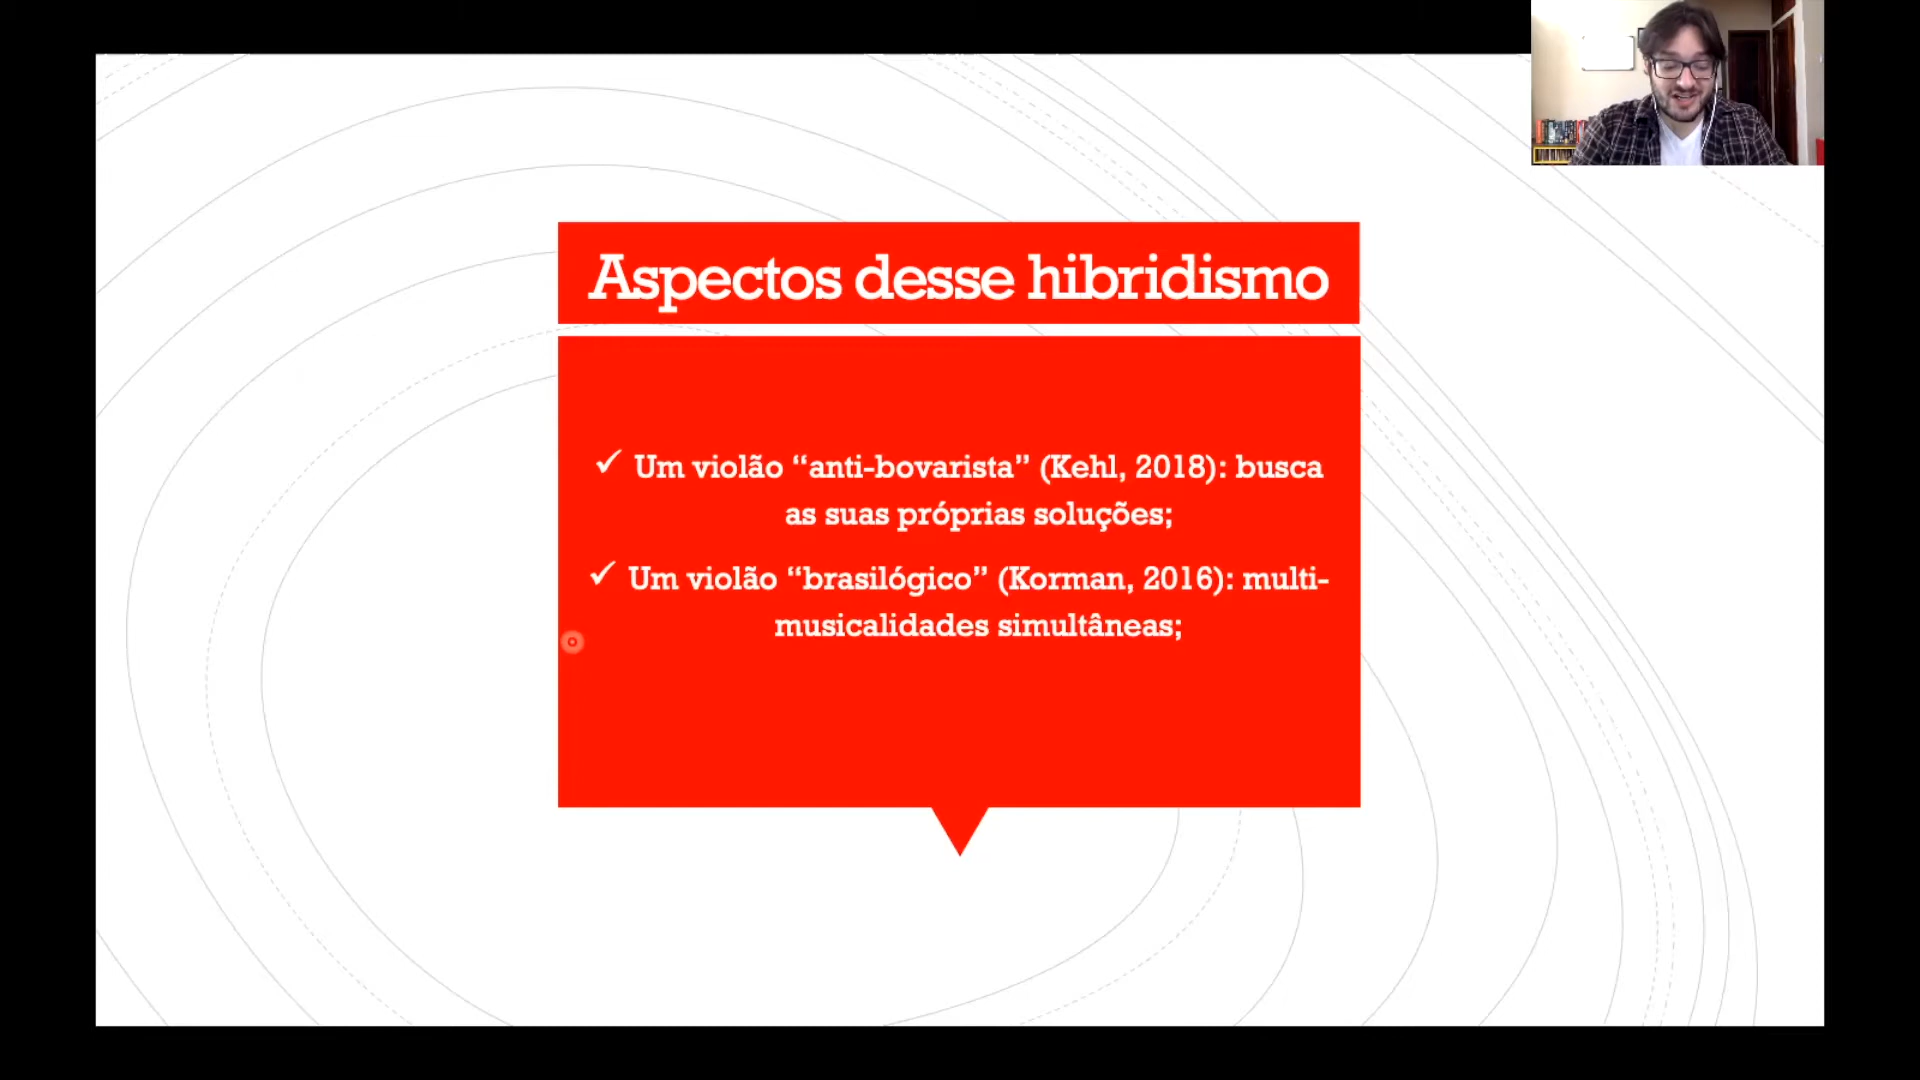 Aspectos desse hibridismo
✓ Um violão “anti-bovarista” (Kehl, 2018): busca
as suas próprias soluções;
✓ Um violão “brasilógico” (Korman, 2016): multi-
musicalidades simultâneas;